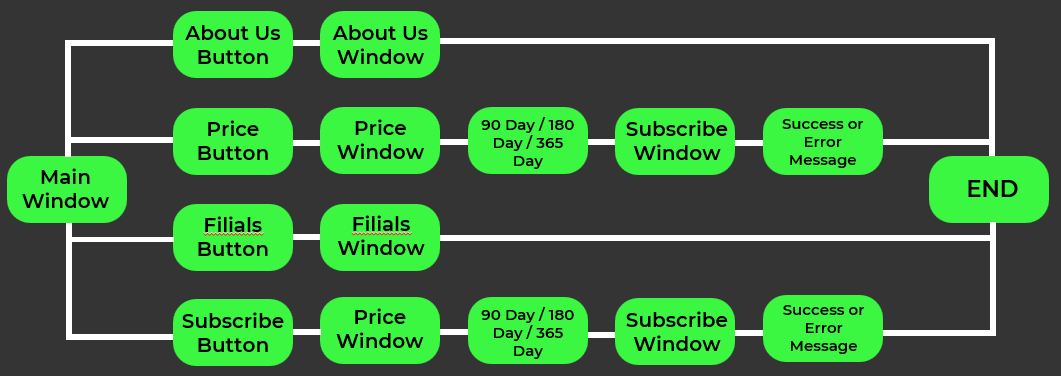 About Us
Button
About Us
Window
Price
Button
Price
Window
90 Day / 180
Day / 365
Day
Subscribe
Window
Success or
Error
Message
Main
Window
END
Filials
Button
Filials
Window
Subscribe
Button
Price
Window
90 Day / 180
Day / 365
Day
Subscribe
Window
Success or
Error
Message